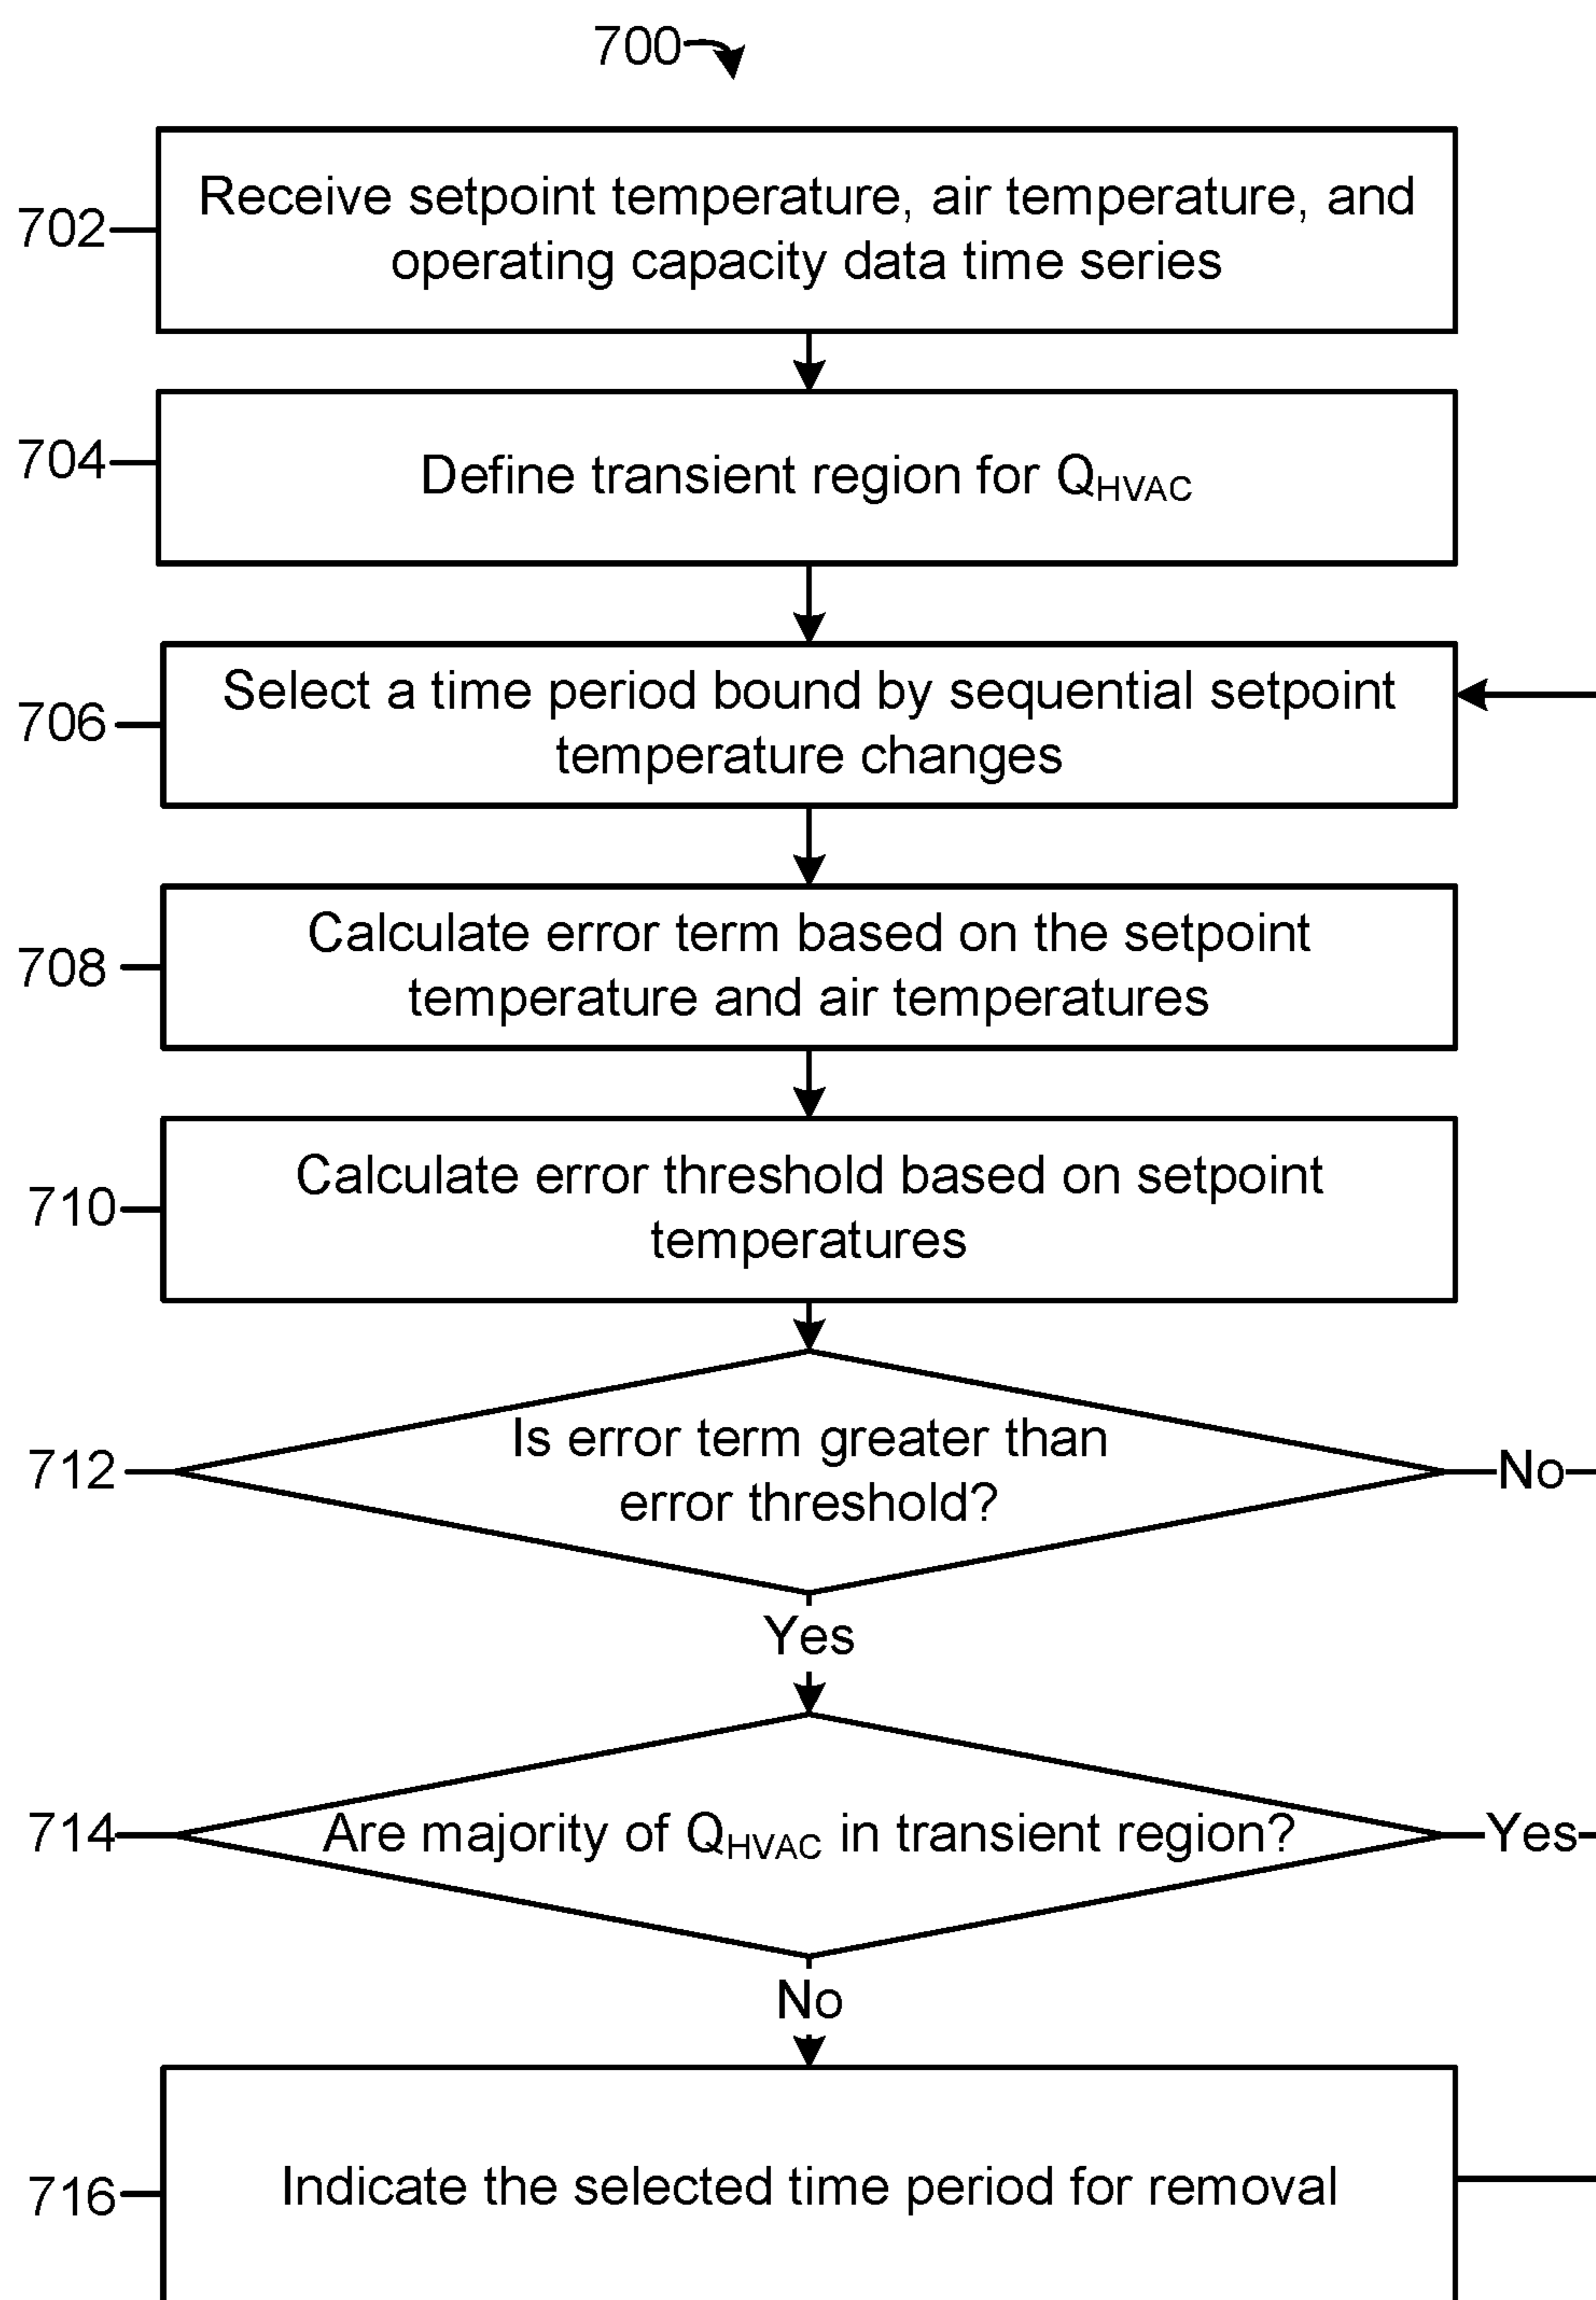 700
702
Receive setpoint temperature, air temperature, and
operating capacity data time series
704
Define transient region for Q_HVAC
706
Select a time period bound by sequential setpoint
temperature changes
708
Calculate error term based on the setpoint
temperature and air temperatures
710
Calculate error threshold based on setpoint
temperatures
712
Is error term greater than
error threshold?
No
Yes
714
Are majority of Q_HVAC in transient region?
Yes
No
716
Indicate the selected time period for removal